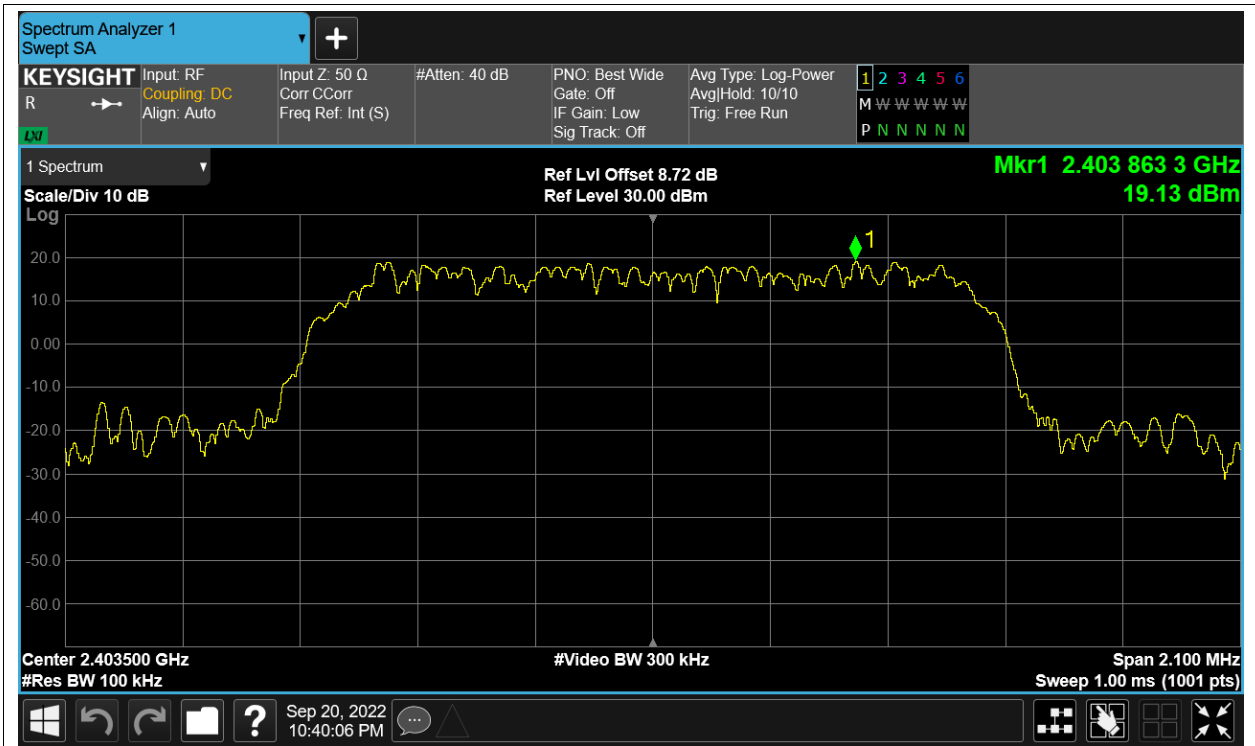 Spectrum Analyzer 1
Swept SA
KEYSIGHT
R
LXI
Input: RF
Coupling: DC
Align: Auto
Input Z: 50 Ω
Corr CCorr
Freq Ref: Int (S)
#Atten: 40 dB
PNO: Best Wide
Gate: Off
IF Gain: Low
Sig Track: Off
Avg Type: Log-Power
Avg|Hold: 10/10
Trig: Free Run
1 2 3 4 5 6
M W W W W W
P N N N N N
1 Spectrum
Scale/Div 10 dB
Log
Ref Lvl Offset 8.72 dB
Ref Level 30.00 dBm
Mkr1 2.403 863 3 GHz
19.13 dBm
1
20.0
10.0
0.00
-10.0
-20.0
-30.0
-40.0
-50.0
-60.0
Center 2.403500 GHz
#Res BW 100 kHz
#Video BW 300 kHz
Span 2.100 MHz
Sweep 1.00 ms (1001 pts)
?
Sep 20, 2022
10:40:06 PM